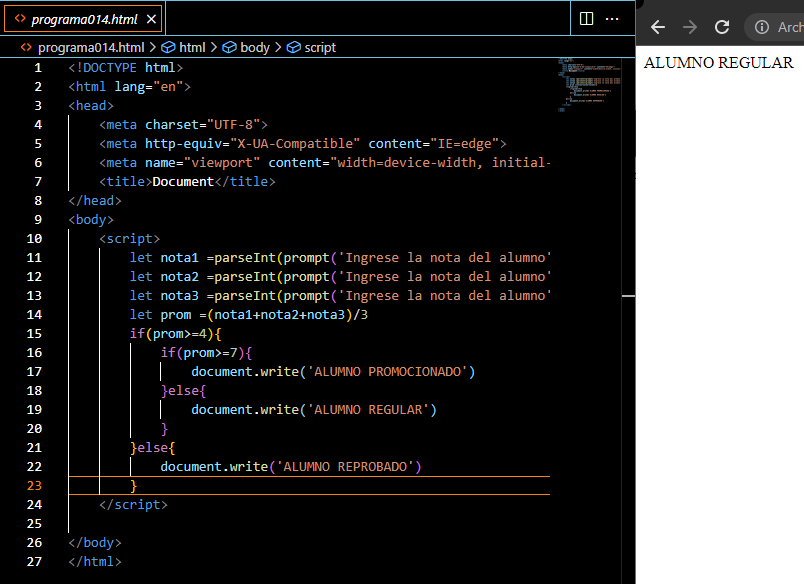 programa014.html
Arch
programa014.html > html > body > script
ALUMNO REGULAR
1 <!DOCTYPE html>
2 <html lang="en">
3 <head>
4 <meta charset="UTF-8">
5 <meta http-equiv="X-UA-Compatible" content="IE=edge">
6 <meta name="viewport" content="width=device-width, initial-
7 <title>Document</title>
8 </head>
9 <body>
10 <script>
11 let nota1 =parseInt(prompt('Ingrese la nota del alumno'
12 let nota2 =parseInt(prompt('Ingrese la nota del alumno'
13 let nota3 =parseInt(prompt('Ingrese la nota del alumno'
14 let prom =(nota1+nota2+nota3)/3
15 if(prom>=4){
16 if(prom>=7){
17 document.write('ALUMNO PROMOCIONADO')
18 }else{
19 document.write('ALUMNO REGULAR')
20 }
21 }else{
22 document.write('ALUMNO REPROBADO')
23 }
24 </script>
25
26 </body>
27 </html>